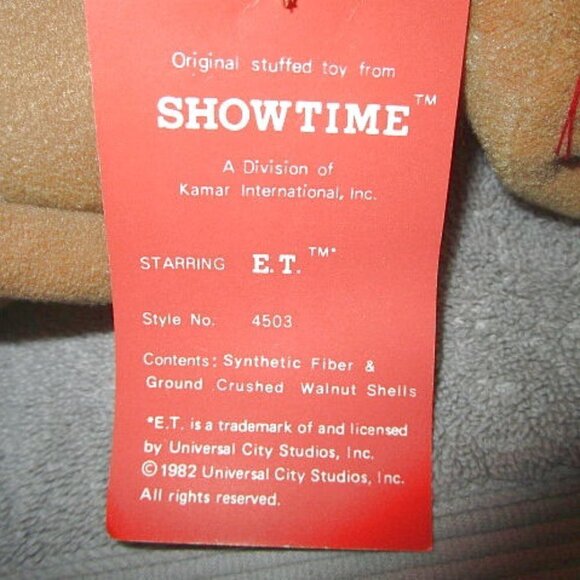 Original stuffed toy from
SHOWTIME™
A Division of
Kamar International, Inc.
STARRING E.T.™*
Style No. 4503
Contents: Synthetic Fiber &
Ground Crushed Walnut Shells
*E.T. is a trademark of and licensed
by Universal City Studios, Inc.
©1982 Universal City Studios, Inc.
All rights reserved.